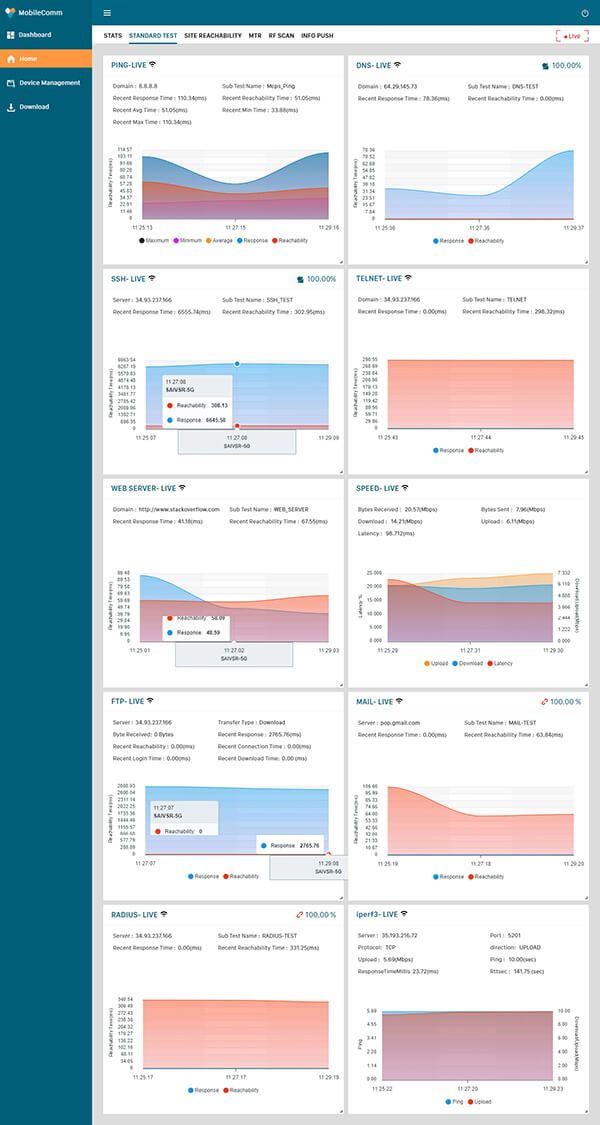 MobileComm
Dashboard
Home
Device Management
Download
STATS STANDARD TEST SITE REACHABILITY MTR RF SCAN INFO PUSH
Live
PING-LIVE
Domain : 8.8.8.8 Sub Test Name : Mcps_Ping
Recent Response Time : 110.34(ms) Recent Reachability Time : 51.05(ms)
Recent Avg Time : 51.05(ms) Recent Min Time : 33.88(ms)
Recent Max Time : 110.34(ms)
Reachability Time(ms)
114.57
103.11
91.66
80.20
68.74
57.28
45.83
34.37
22.91
11.46
0
11:25.13 11:27.15 11:29.16
Maximum Minimum Average Response Reachability
DNS- LIVE 100.00%
Domain : 64.29.145.73 Sub Test Name : DNS-TEST
Recent Response Time : 78.36(ms) Recent Reachability Time : 0.00(ms)
Reachability Time(ms)
78.36
70.52
62.68
54.85
47.02
39.18
31.34
23.51
15.67
7.84
0
11:25.36 11:27.36 11:29.37
Response Reachability
SSH- LIVE 100.00%
Server : 34.93.237.166 Sub Test Name : SSH_TEST
Recent Response Time : 6555.74(ms) Recent Reachability Time : 302.95(ms)
Reachability Time(ms)
6963.54
6267.19
5570.83
4874.48
4178.13
3481.77
2785.42
2089.06
1392.71
696.35
0
11:27:08
SAIVSR-5G
Reachability: 306.13
Response: 6645.58
11:25.07 11:27.08 11:29.09
SAIVSR-5G
TELNET- LIVE
Domain : 34.93.237.166 Sub Test Name : TELNET
Recent Response Time : 0.00(ms) Recent Reachability Time : 298.32(ms)
Reachability Time(ms)
298.55
268.69
238.84
208.98
179.13
149.28
119.42
89.56
59.71
29.86
0
11:25.43 11:27.44 11:29.45
Response Reachability
WEB SERVER- LIVE
Domain : http://www.stackoverflow.com Sub Test Name : WEB_SERVER
Recent Response Time : 41.18(ms) Recent Reachability Time : 67.55(ms)
Reachability Time(ms)
99.48
89.53
79.58
69.64
59.69
49.74
39.79
29.84
19.90
9.95
0
Reachability: 58.09
Response: 48.59
11:25.01 11:27.02 11:29.03
SAIVSR-5G
SPEED- LIVE
Bytes Received : 20.57(Mbps) Bytes Sent : 7.96(Mbps)
Download : 14.21(Mbps) Upload : 6.11(Mbps)
Latency : 98.712(ms)
Latency %
25.000
20.000
15.000
10.000
5.000
0.000
7.332
6.110
4.888
3.666
2.444
1.222
0.000
Download,Upload(Mbps)
11:25.29 11:27.31 11:29.30
Upload Download Latency
FTP- LIVE
Server : 34.93.237.166 Transfer Type : Download
Byte Received: 0 Bytes Recent Response : 2765.76(ms)
Recent Reachability : 0.00(ms) Recent Connection Time : 0.00(ms)
Recent Login Time : 0.00(ms) Recent Download Time : 0.00 (ms)
Reachability Time(ms)
2888.93
2600.04
2311.14
2022.25
1733.36
1444.46
1155.57
866.68
577.79
288.89
0
11:27:07
SAIVSR-5G
Reachability: 0
Response: 2765.76
11:27:07 11:29:08
SAIVSR-5G
Response Reachability
MAIL- LIVE 100.00 %
Server : pop.gmail.com Sub Test Name : MAIL-TEST
Recent Response Time : 0.00(ms) Recent Reachability Time : 63.84(ms)
Reachability Time(ms)
106.66
95.99
85.33
74.66
64.00
53.33
42.66
32.00
21.33
10.67
0
11:25.19 11:27.18 11:29.20
Response Reachability
RADIUS- LIVE 100.00 %
Server : 34.93.237.166 Sub Test Name : RADIUS-TEST
Recent Response Time : 0.00(ms) Recent Reachability Time : 331.25(ms)
Reachability Time(ms)
340.54
306.49
272.43
238.38
204.32
170.27
136.22
102.16
68.11
34.05
0
11:25.17 11:27.17 11:29.19
Response Reachability
iperf3- LIVE
Server : 35.193.216.72 Port : 5201
Protocol: TCP direction: UPLOAD
Upload : 5.69(Mbps) Ping : 10.00(sec)
ResponseTimeMillis 23.72(ms) Rttsec : 141.75 (sec)
Ping
5.69
4.55
3.41
2.28
1.14
0.00
10.00
8.00
6.00
4.00
2.00
0.00
Download,Upload(Mbps)
11:25.22 11:27.20 11:29.23
Ping Upload